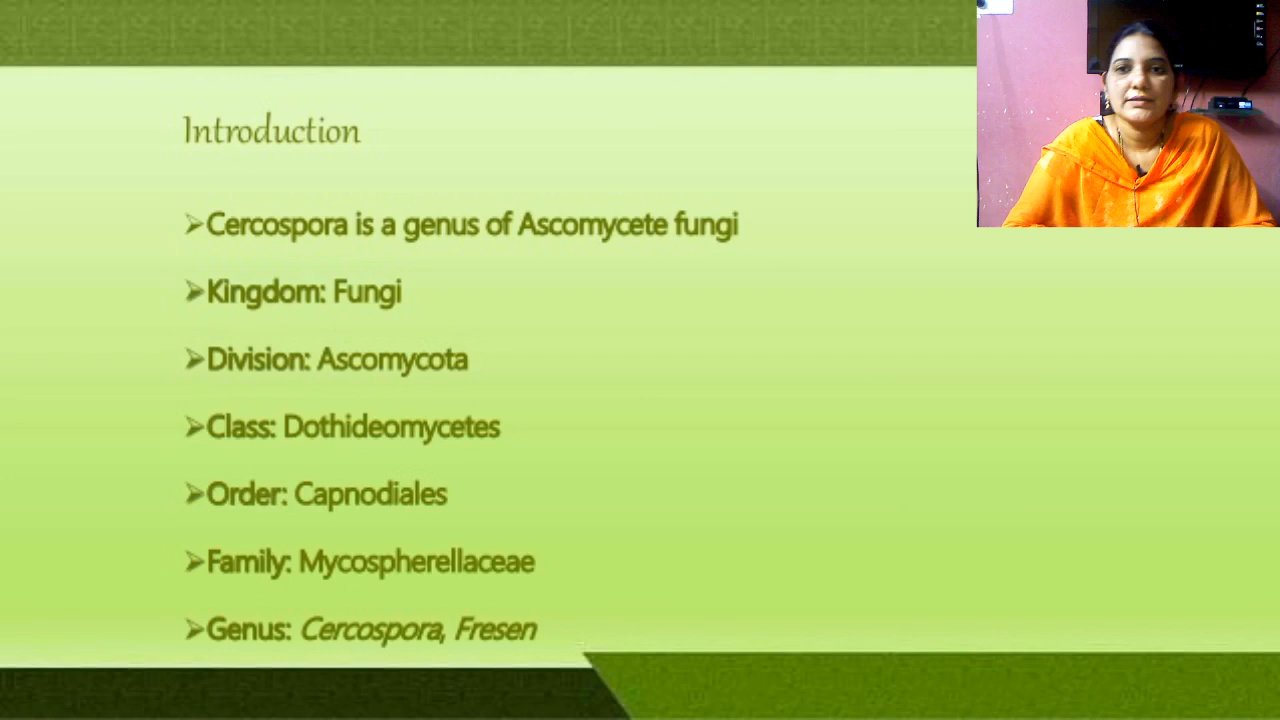 Introduction
➢Cercospora is a genus of Ascomycete fungi
➢Kingdom: Fungi
➢Division: Ascomycota
➢Class: Dothideomycetes
➢Order: Capnodiales
➢Family: Mycospherellaceae
➢Genus: Cercospora, Fresen